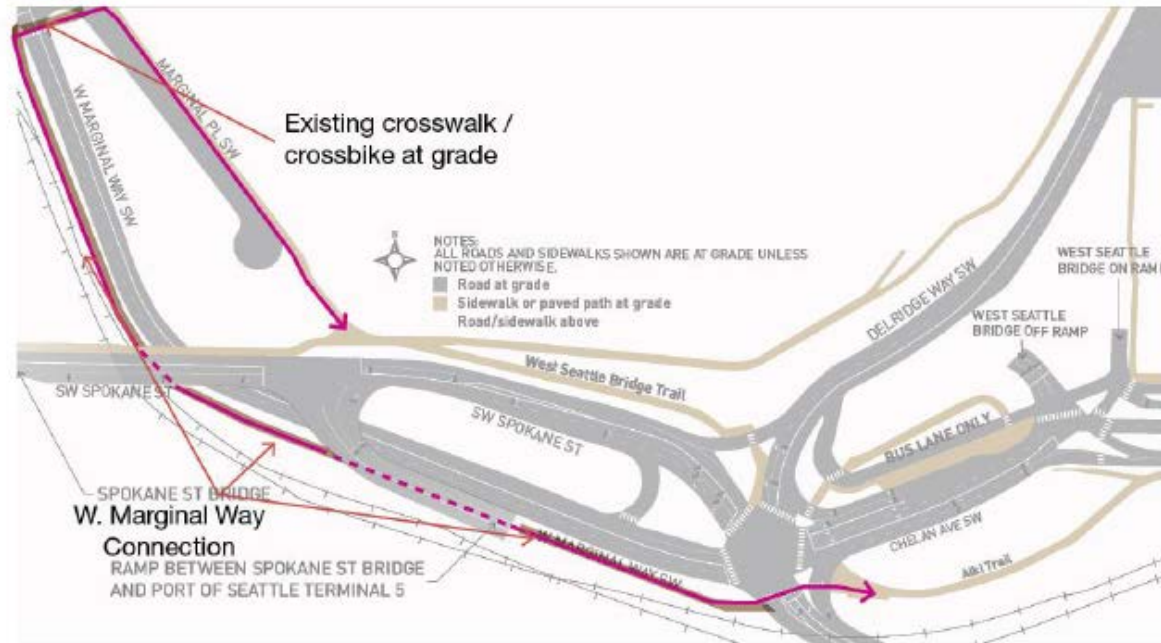 W MARGINAL WAY SW
MARGINAL PL SW
Existing crosswalk /
crossbike at grade
N
NOTES:
ALL ROADS AND SIDEWALKS SHOWN ARE AT GRADE UNLESS
NOTED OTHERWISE.
Road at grade
Sidewalk or paved path at grade
Road/sidewalk above
DELRIDGE WAY SW
WEST SEATTLE
BRIDGE ON RAMP
WEST SEATTLE
BRIDGE OFF RAMP
West Seattle Bridge Trail
SW SPOKANE ST
SW SPOKANE ST
BUS LANE ONLY
SPOKANE ST BRIDGE
W. Marginal Way
Connection
RAMP BETWEEN SPOKANE ST BRIDGE
AND PORT OF SEATTLE TERMINAL 5
W MARGINAL WAY SW
CHELAN AVE SW
Alki Trail